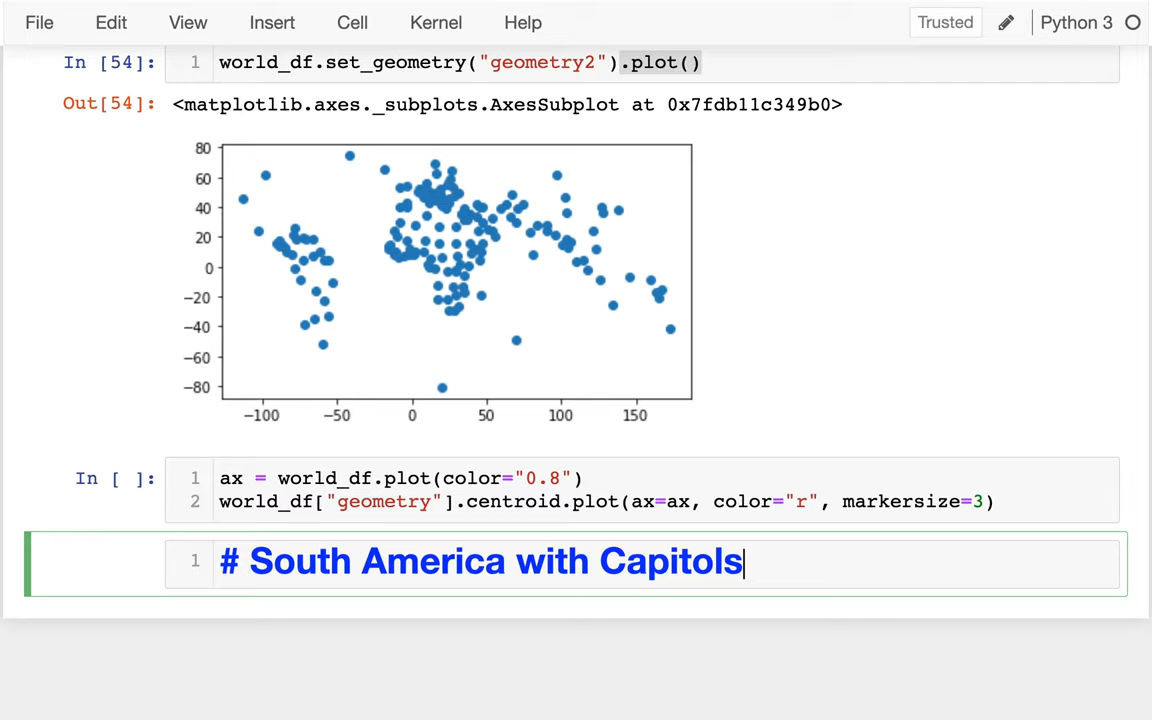 File Edit View Insert Cell Kernel Help Trusted Python 3
In [54]: 1 world_df.set_geometry("geometry2").plot()
Out[54]: <matplotlib.axes._subplots.AxesSubplot at 0x7fdb11c349b0>
80
60
40
20
0
−20
−40
−60
−80
−100 −50 0 50 100 150
In [ ]: 1 ax = world_df.plot(color="0.8")
2 world_df["geometry"].centroid.plot(ax=ax, color="r", markersize=3)
1 # South America with Capitols